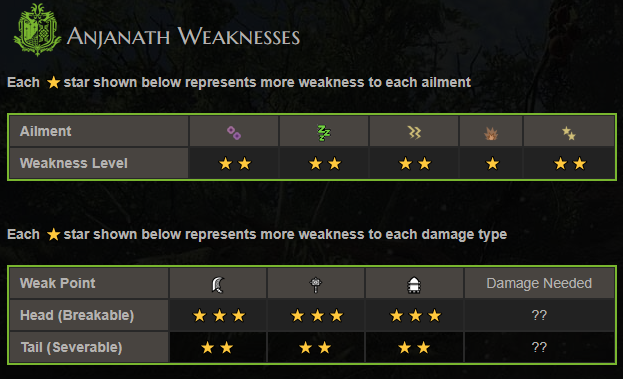 Anjanath Weaknesses
Each ⭐ star shown below represents more weakness to each ailment
Ailment
Weakness Level ★★ ★★ ★★ ★ ★★
Each ⭐ star shown below represents more weakness to each damage type
Weak Point Damage Needed
Head (Breakable) ★★★ ★★★ ★★★ ??
Tail (Severable) ★★ ★★ ★★ ??